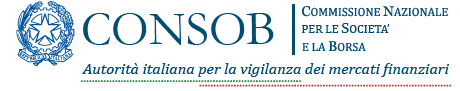 CONSOB
COMMISSIONE NAZIONALE
PER LE SOCIETA'
E LA BORSA
Autorità italiana per la vigilanza dei mercati finanziari